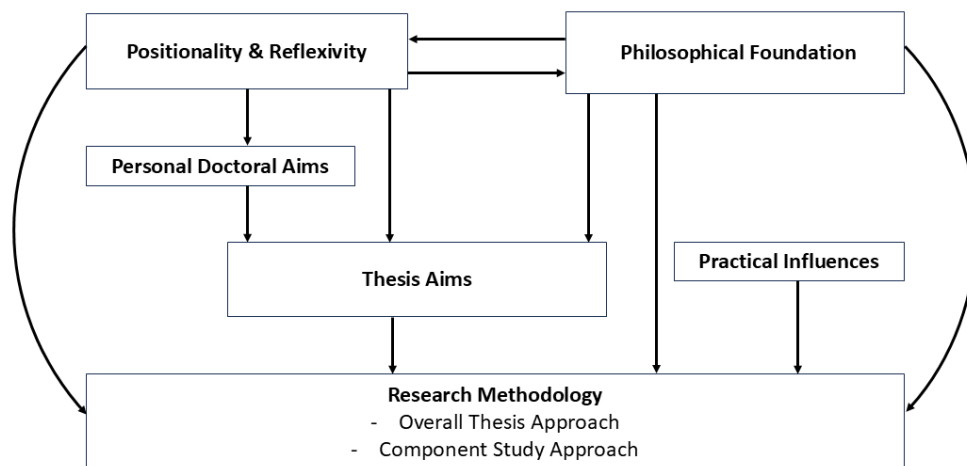 Positionality & Reflexivity
Philosophical Foundation
Personal Doctoral Aims
Thesis Aims
Practical Influences
Research Methodology
- Overall Thesis Approach
- Component Study Approach